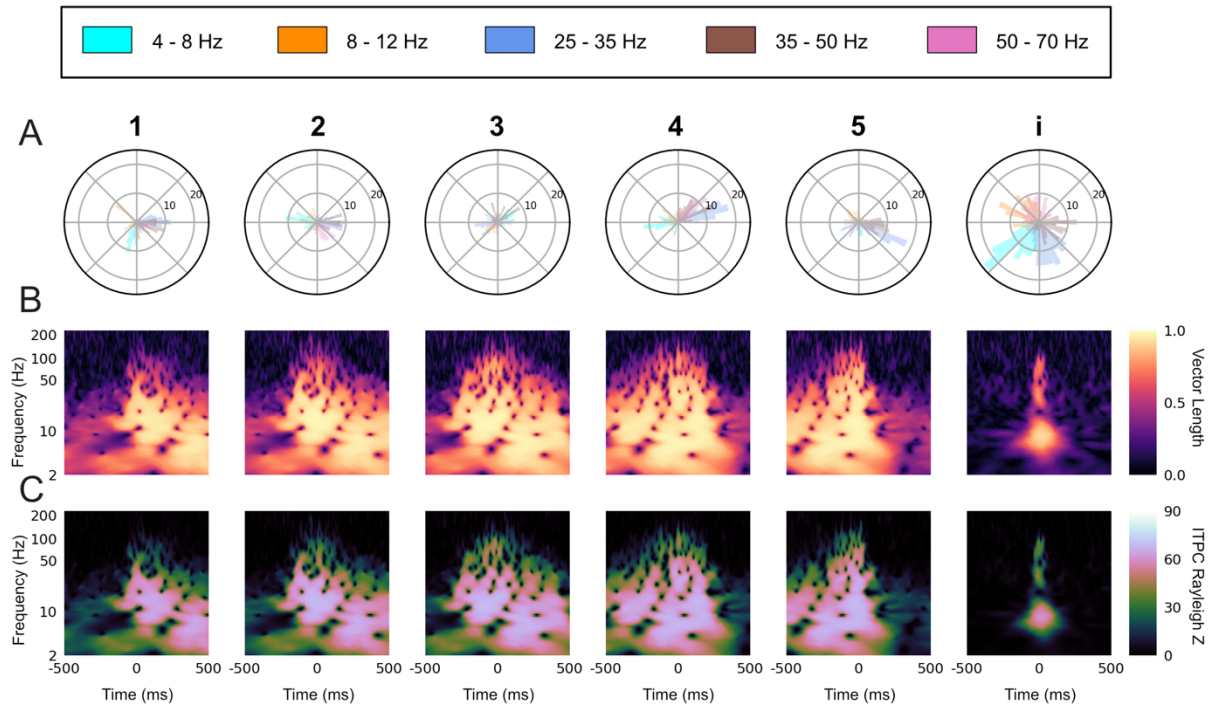 4 - 8 Hz 8 - 12 Hz 25 - 35 Hz 35 - 50 Hz 50 - 70 Hz
A
1 2 3 4 5 i
10 20 10 20 10 20 10 20 10 20 10 20
B
Frequency (Hz)
200
100
50
10
2
1.0
0.5
0.0
Vector Length
C
Frequency (Hz)
200
100
50
10
2
90
60
30
0
ITPC Rayleigh Z
-500 0 500 -500 0 500 -500 0 500 -500 0 500 -500 0 500 -500 0 500
Time (ms) Time (ms) Time (ms) Time (ms) Time (ms) Time (ms)